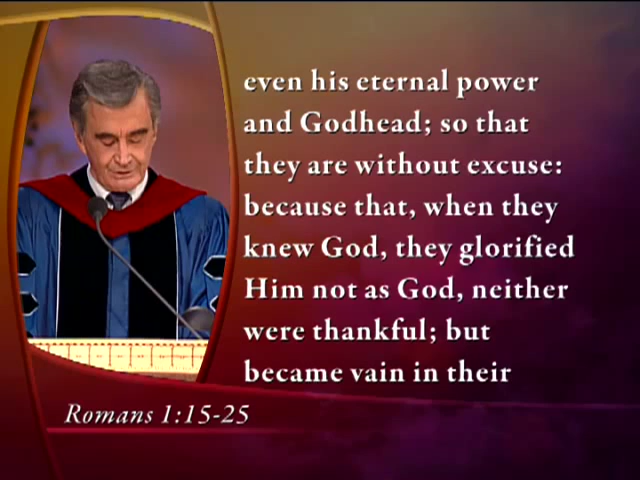 even his eternal power
and Godhead; so that
they are without excuse:
because that, when they
knew God, they glorified
Him not as God, neither
were thankful; but
became vain in their
Romans 1:15-25